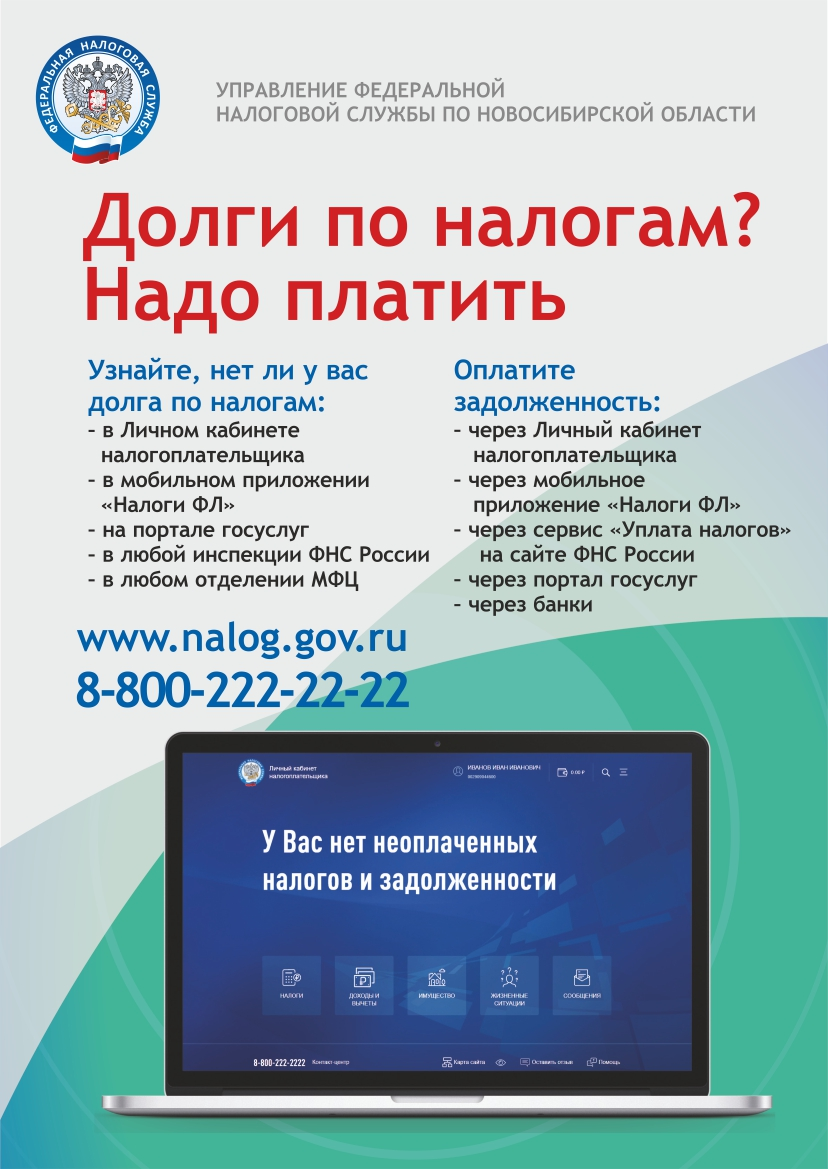 ФЕДЕРАЛЬНАЯ НАЛОГОВАЯ СЛУЖБА
УПРАВЛЕНИЕ ФЕДЕРАЛЬНОЙ
НАЛОГОВОЙ СЛУЖБЫ ПО НОВОСИБИРСКОЙ ОБЛАСТИ
Долги по налогам?
Надо платить
Узнайте, нет ли у вас
долга по налогам:
– в Личном кабинете
налогоплательщика
– в мобильном приложении
«Налоги ФЛ»
– на портале госуслуг
– в любой инспекции ФНС России
– в любом отделении МФЦ
Оплатите
задолженность:
– через Личный кабинет
налогоплательщика
– через мобильное
приложение «Налоги ФЛ»
– через сервис «Уплата налогов»
на сайте ФНС России
– через портал госуслуг
– через банки
www.nalog.gov.ru
8-800-222-22-22
Личный кабинет
налогоплательщика
ИВАНОВ ИВАН ИВАНОВИЧ
0.00 ₽
У Вас нет неоплаченных
налогов и задолженности
НАЛОГИ
ДОХОДЫ И
ВЫЧЕТЫ
ИМУЩЕСТВО
ЖИЗНЕННЫЕ
СИТУАЦИИ
СООБЩЕНИЯ
8-800-222-2222 Контакт-центр
Карта сайта
Оставить отзыв
Помощь